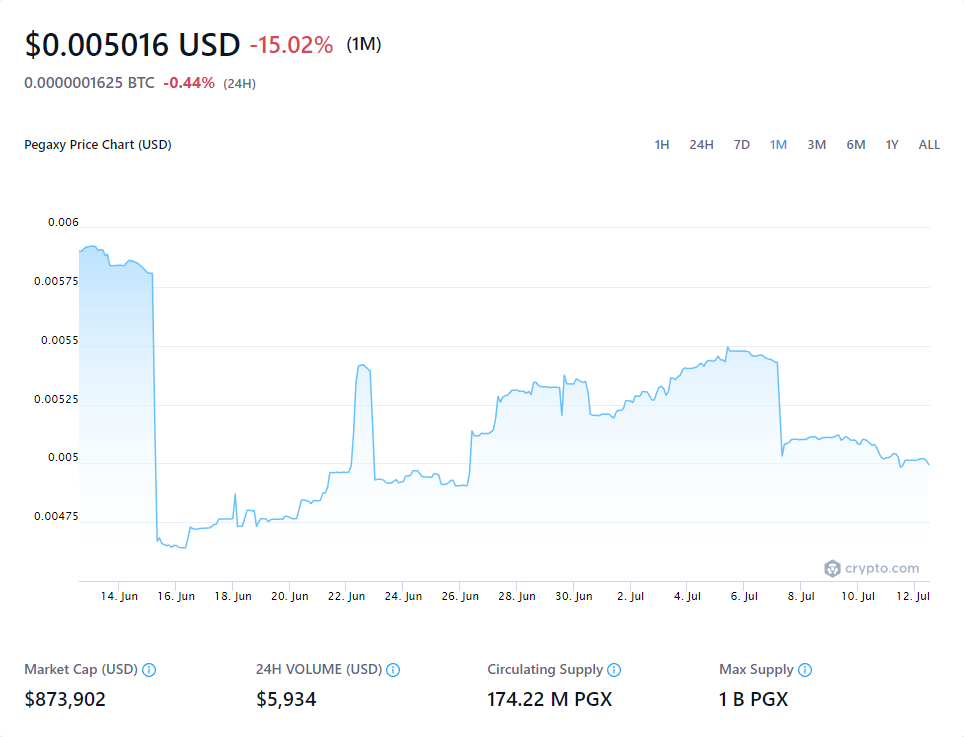 $0.005016 USD -15.02% (1M)
0.0000001625 BTC -0.44% (24H)
Pegaxy Price Chart (USD) 1H 24H 7D 1M 3M 6M 1Y ALL
0.006
0.00575
0.0055
0.00525
0.005
0.00475
crypto.com
14. Jun 16. Jun 18. Jun 20. Jun 22. Jun 24. Jun 26. Jun 28. Jun 30. Jun 2. Jul 4. Jul 6. Jul 8. Jul 10. Jul 12. Jul
Market Cap (USD) 24H VOLUME (USD) Circulating Supply Max Supply
$873,902 $5,934 174.22 M PGX 1 B PGX